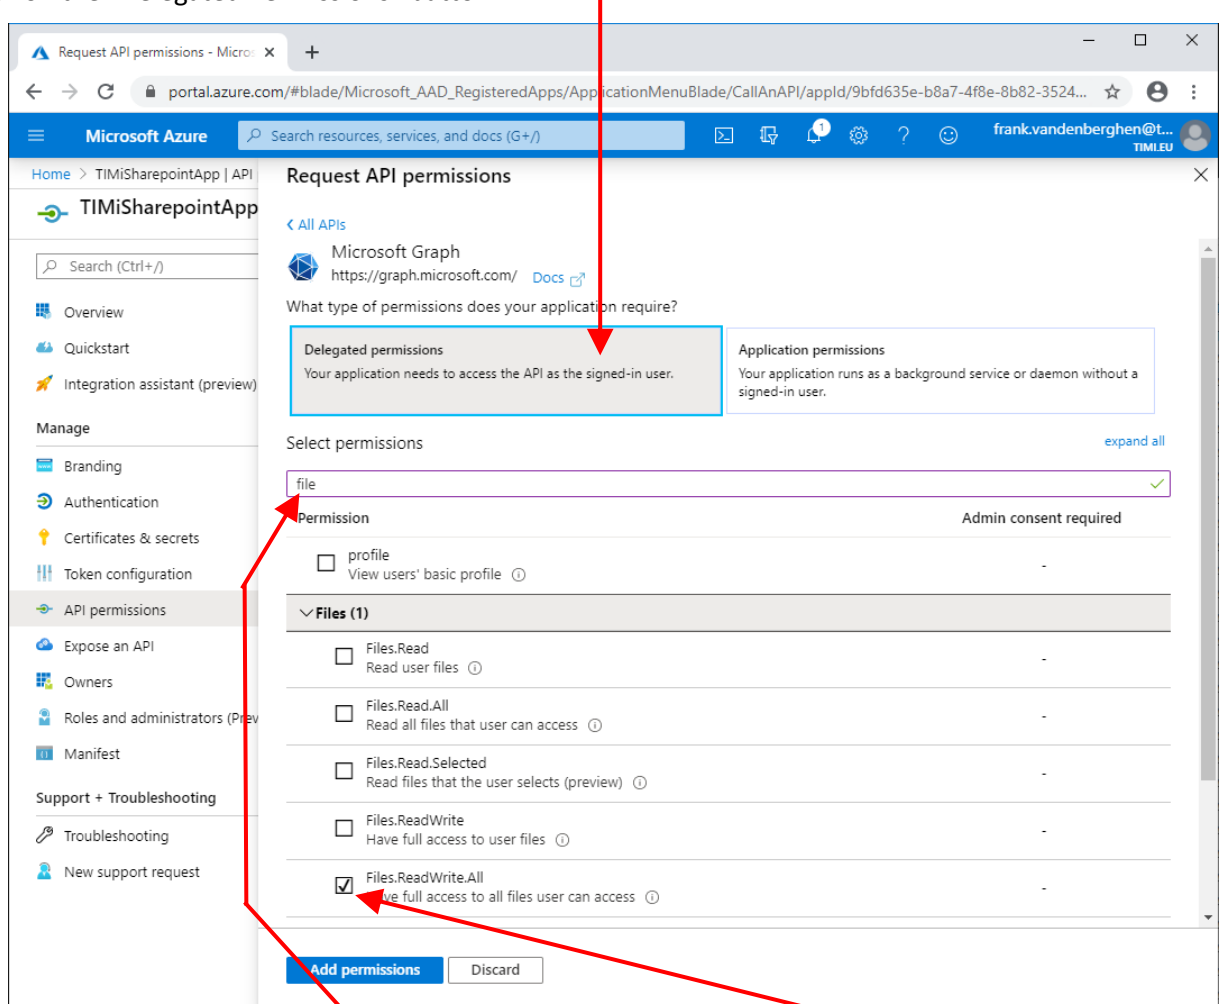 Request API permissions - Micros
portal.azure.com/#blade/Microsoft_AAD_RegisteredApps/ApplicationMenuBlade/CallAnAPI/appId/9bfd635e-b8a7-4f8e-8b82-3524...
Microsoft Azure
Search resources, services, and docs (G+/)
1
frank.vandenberghen@t...
TIMI.EU
Home > TIMiSharepointApp | API
TIMiSharepointApp
Search (Ctrl+/)
Overview
Quickstart
Integration assistant (preview)
Manage
Branding
Authentication
Certificates & secrets
Token configuration
API permissions
Expose an API
Owners
Roles and administrators (Prev
Manifest
Support + Troubleshooting
Troubleshooting
New support request
Request API permissions
All APIs
Microsoft Graph
https://graph.microsoft.com/ Docs
What type of permissions does your application require?
Delegated permissions
Your application needs to access the API as the signed-in user.
Application permissions
Your application runs as a background service or daemon without a
signed-in user.
Select permissions
expand all
file
Permission
Admin consent required
profile
View users' basic profile
-
Files (1)
Files.Read
Read user files
-
Files.Read.All
Read all files that user can access
-
Files.Read.Selected
Read files that the user selects (preview)
-
Files.ReadWrite
Have full access to user files
-
Files.ReadWrite.All
Have full access to all files user can access
-
Add permissions
Discard